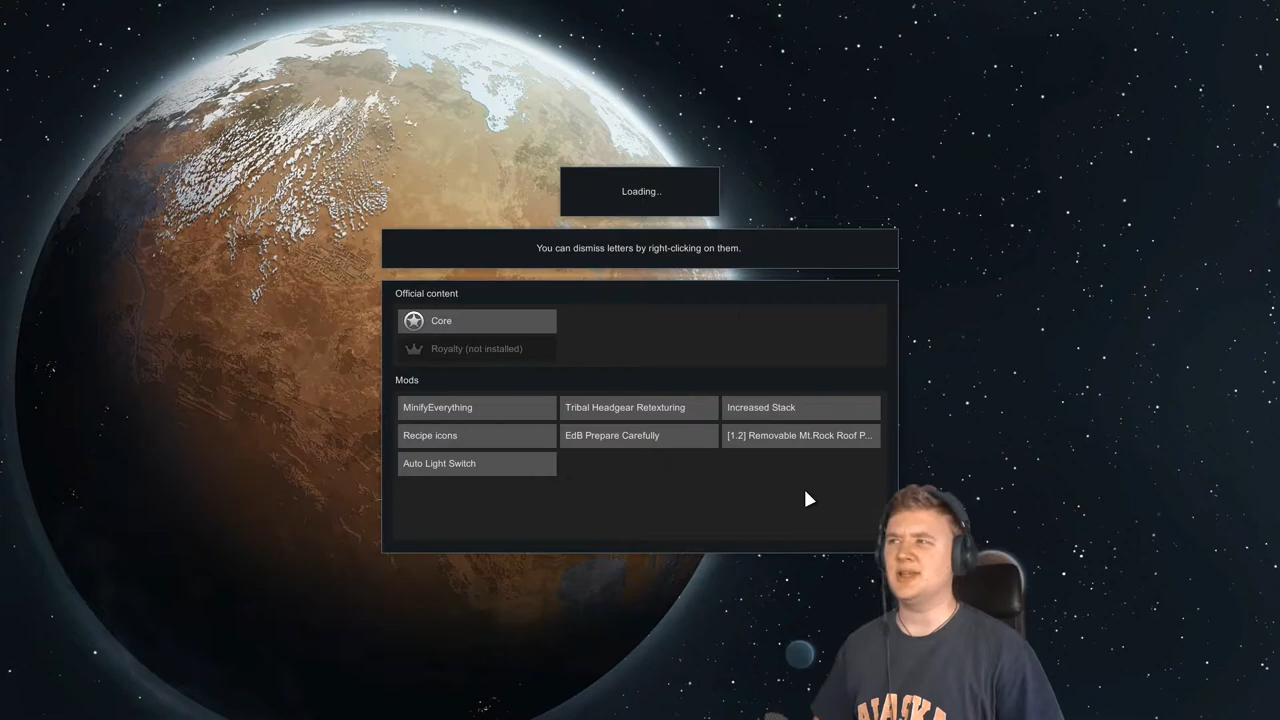 Loading..
You can dismiss letters by right-clicking on them.
Official content
Core
Royalty (not installed)
Mods
MinifyEverything
Tribal Headgear Retexturing
Increased Stack
Recipe icons
EdB Prepare Carefully
[1.2] Removable Mt.Rock Roof P...
Auto Light Switch
ALASKA